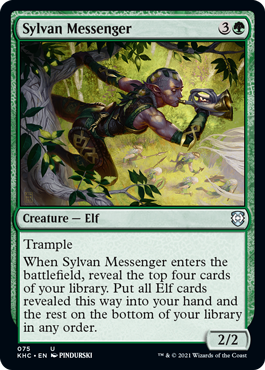 Sylvan Messenger 3
Creature — Elf
Trample
When Sylvan Messenger enters the
battlefield, reveal the top four cards
of your library. Put all Elf cards
revealed this way into your hand and
the rest on the bottom of your library
in any order.
2/2
075 U
KHC • EN PINDURSKI
™ & © 2021 Wizards of the Coast